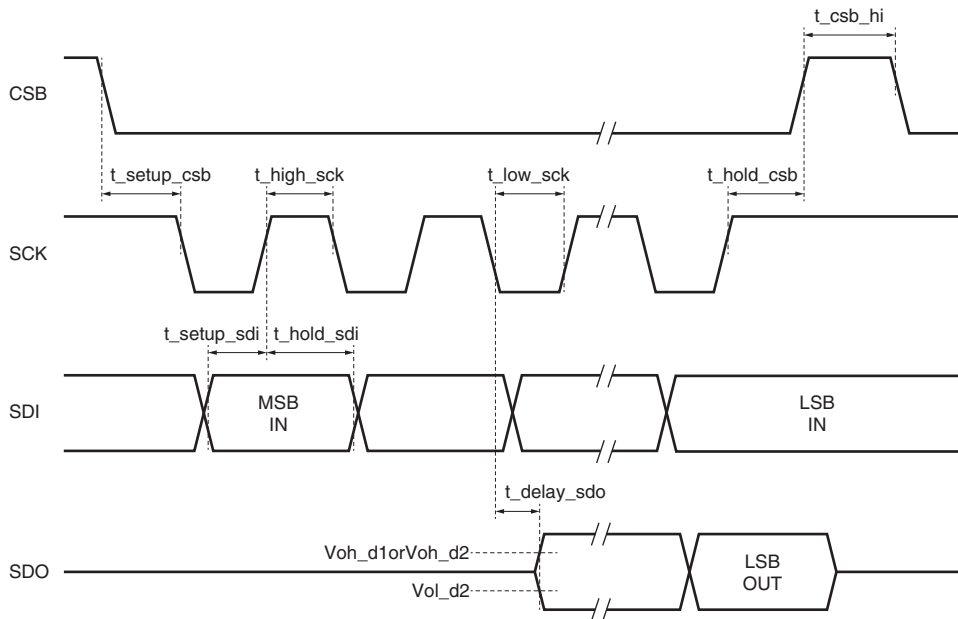 t_csb_hi
CSB
t_setup_csb
t_high_sck
t_low_sck
t_hold_csb
SCK
t_setup_sdi
t_hold_sdi
SDI
MSB
IN
LSB
IN
t_delay_sdo
Voh_d1orVoh_d2
SDO
Vol_d2
LSB
OUT